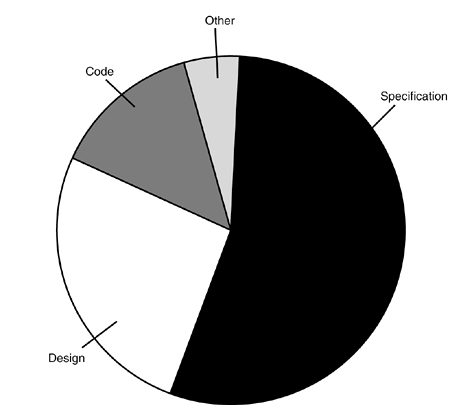 Other
Code
Specification
Design